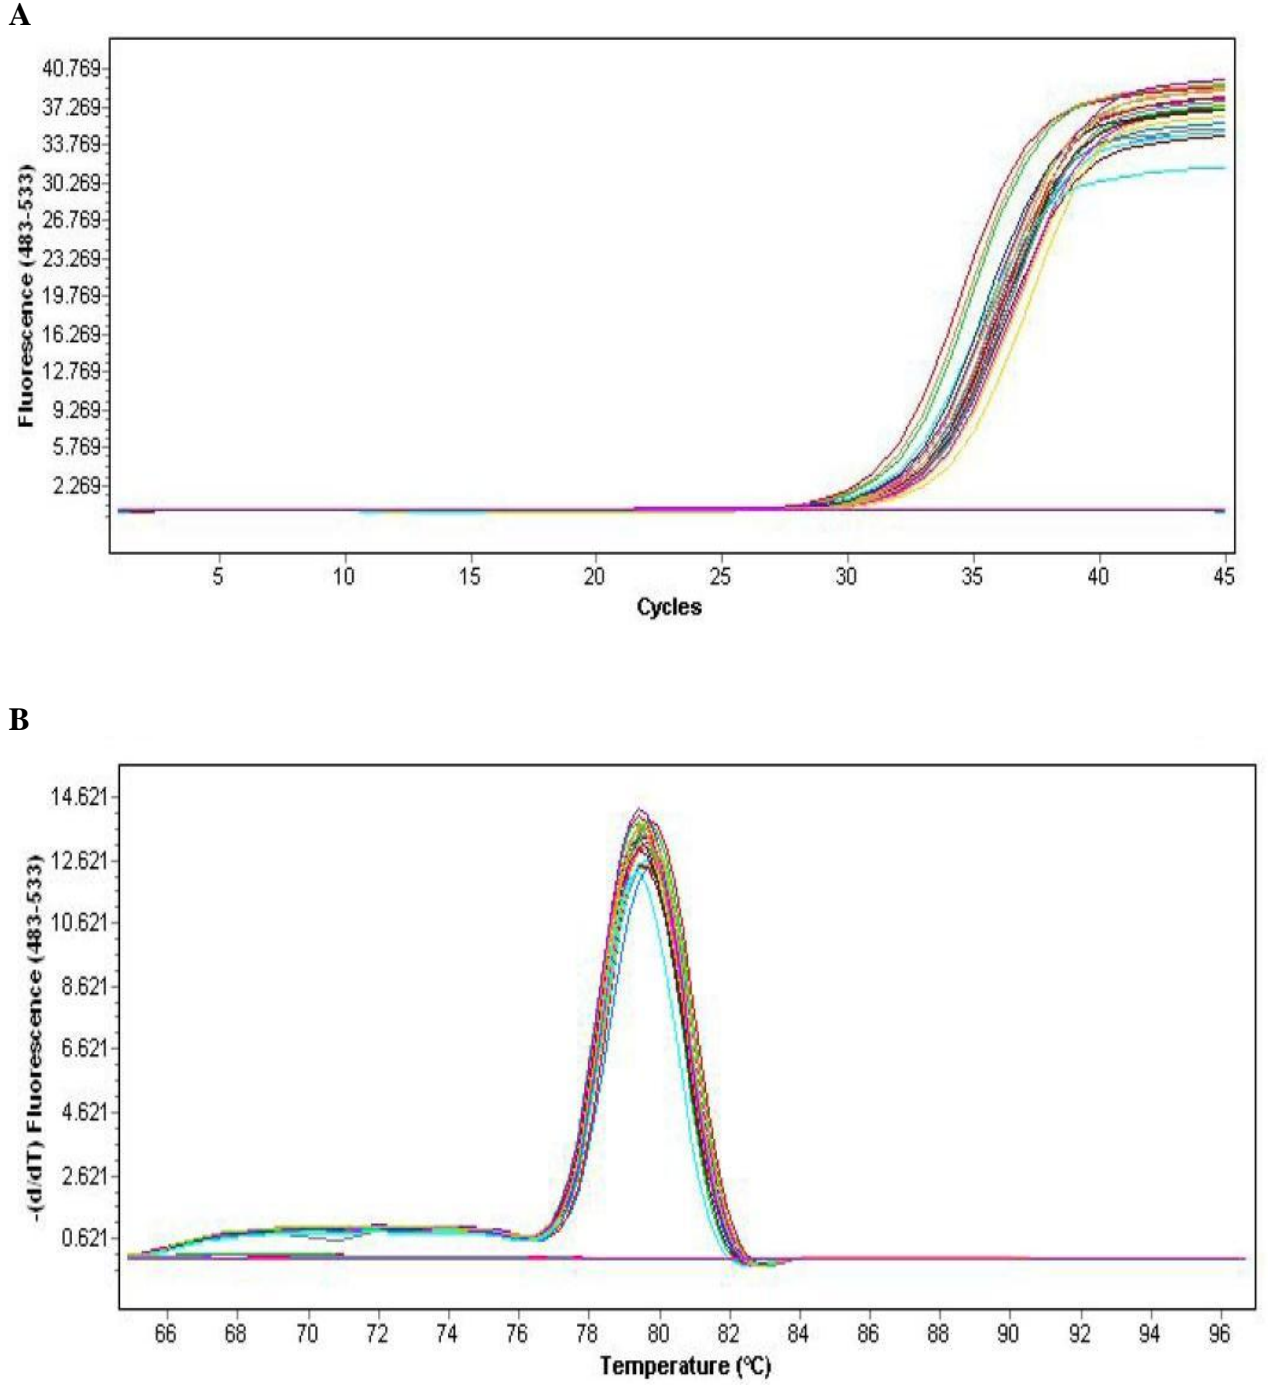 A
40.769
37.269
33.769
30.269
26.769
23.269
19.769
16.269
12.769
9.269
5.769
2.269
Fluorescence (483-533)
5 10 15 20 25 30 35 40 45
Cycles
B
14.621
12.621
10.621
8.621
6.621
4.621
2.621
0.621
-(d/dT) Fluorescence (483-533)
66 68 70 72 74 76 78 80 82 84 86 88 90 92 94 96
Temperature (ºC)